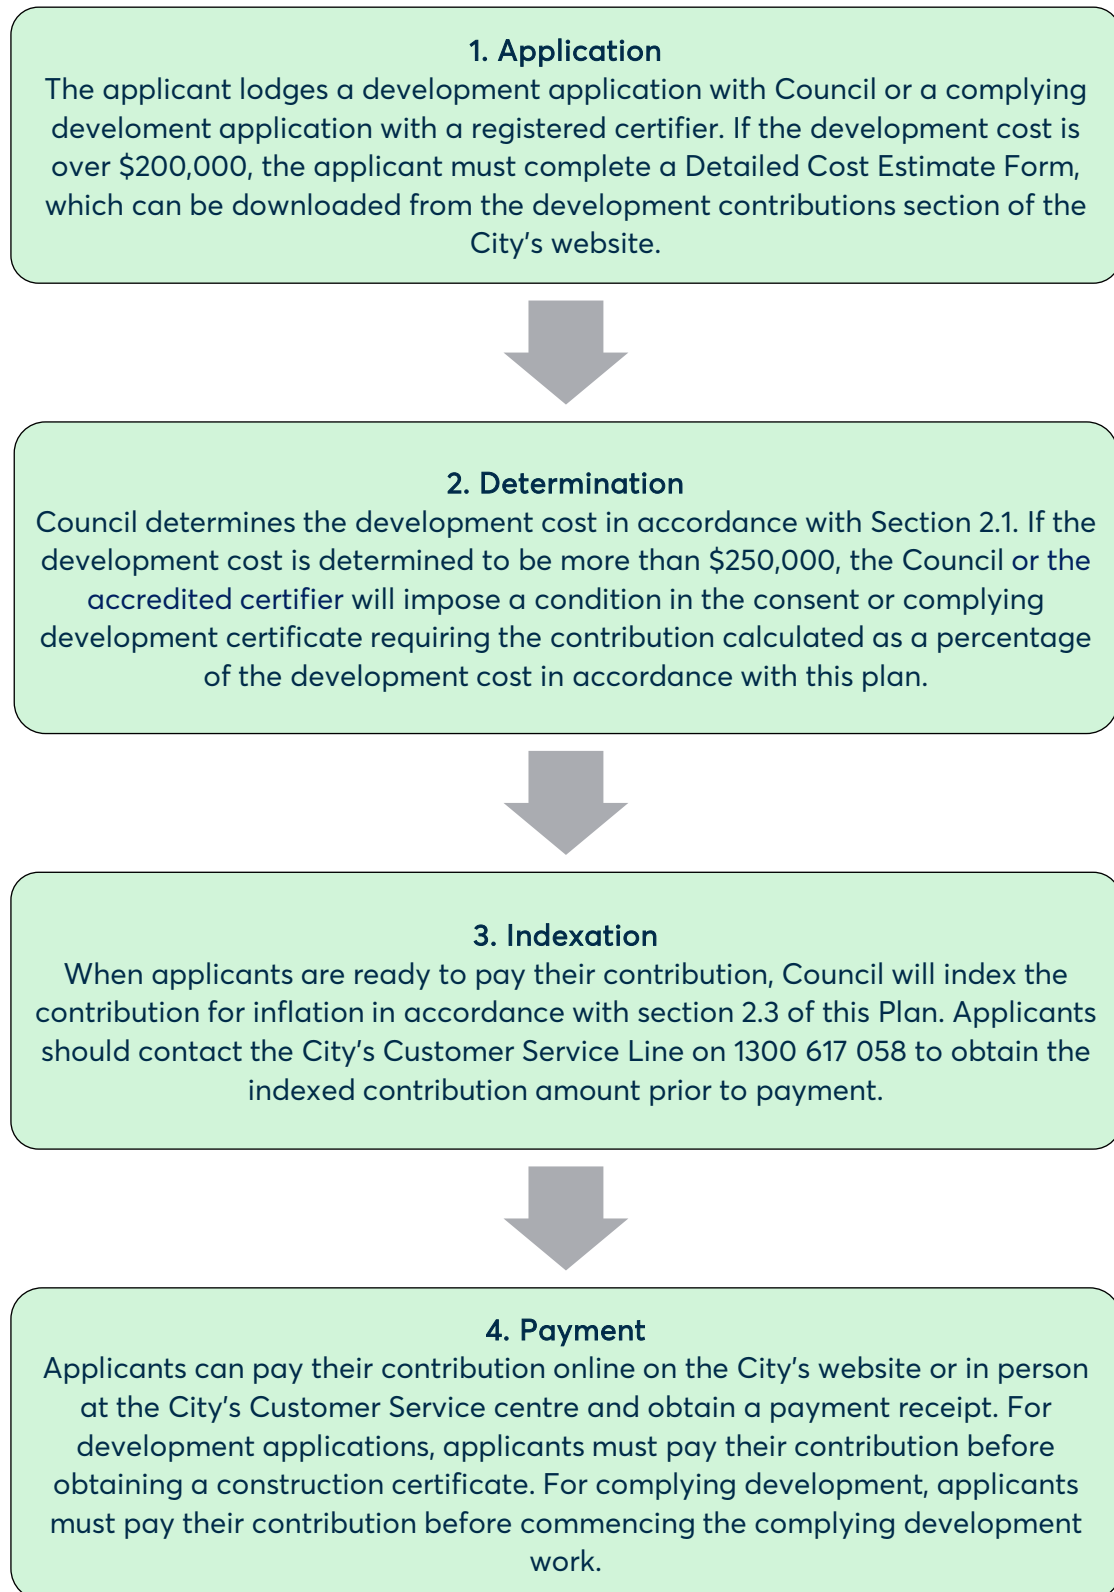 1. Application
The applicant lodges a development application with Council or a complying
develoment application with a registered certifier. If the development cost is
over $200,000, the applicant must complete a Detailed Cost Estimate Form,
which can be downloaded from the development contributions section of the
City's website.
2. Determination
Council determines the development cost in accordance with Section 2.1. If the
development cost is determined to be more than $250,000, the Council or the
accredited certifier will impose a condition in the consent or complying
development certificate requiring the contribution calculated as a percentage
of the development cost in accordance with this plan.
3. Indexation
When applicants are ready to pay their contribution, Council will index the
contribution for inflation in accordance with section 2.3 of this Plan. Applicants
should contact the City's Customer Service Line on 1300 617 058 to obtain the
indexed contribution amount prior to payment.
4. Payment
Applicants can pay their contribution online on the City's website or in person
at the City's Customer Service centre and obtain a payment receipt. For
development applications, applicants must pay their contribution before
obtaining a construction certificate. For complying development, applicants
must pay their contribution before commencing the complying development
work.